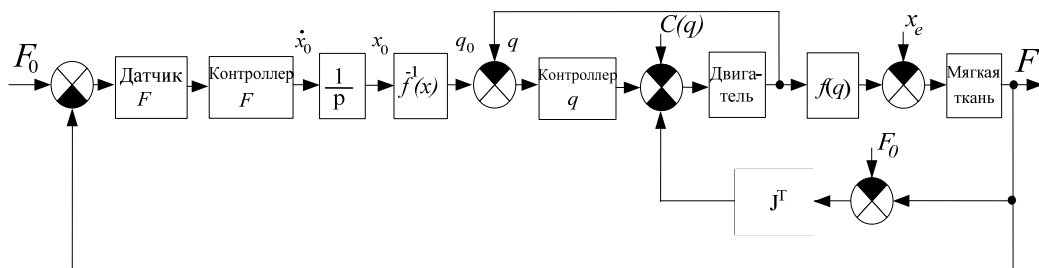 F₀
Датчик
F
Контроллер
F
ẋ₀
1
p
x₀
f⁻¹(x)
q₀
q
Контроллер
q
C(q)
Двига-
тель
f(q)
xₑ
Мягкая
ткань
F
F₀
Jᵀ